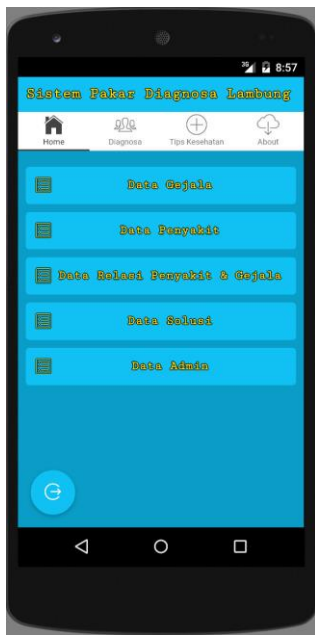 3G 8:57
Sistem Pakar Diagnosa Lambung
Home Diagnosa Tips Kesehatan About
Data Gejala
Data Penyakit
Data Relasi Penyakit & Gejala
Data Solusi
Data Admin